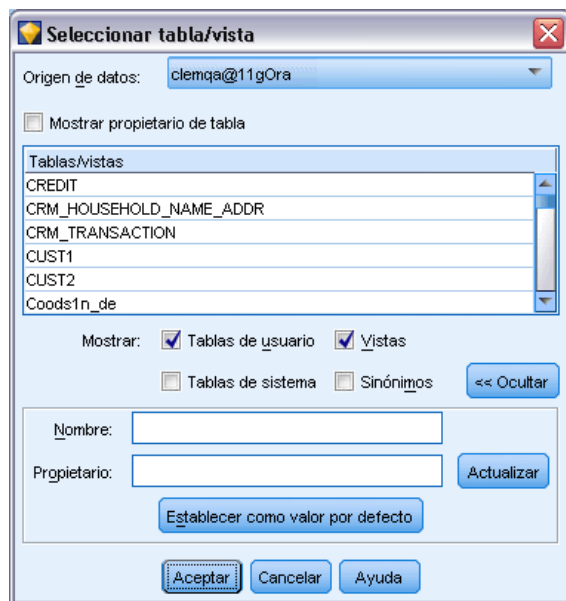 Seleccionar tabla/vista
Origen de datos: clemqa@11gOra
Mostrar propietario de tabla
Tablas/vistas
CREDIT
CRM_HOUSEHOLD_NAME_ADDR
CRM_TRANSACTION
CUST1
CUST2
Coods1n_de
Mostrar: Tablas de usuario Vistas
Tablas de sistema Sinónimos << Ocultar
Nombre:
Propietario: Actualizar
Establecer como valor por defecto
Aceptar Cancelar Ayuda